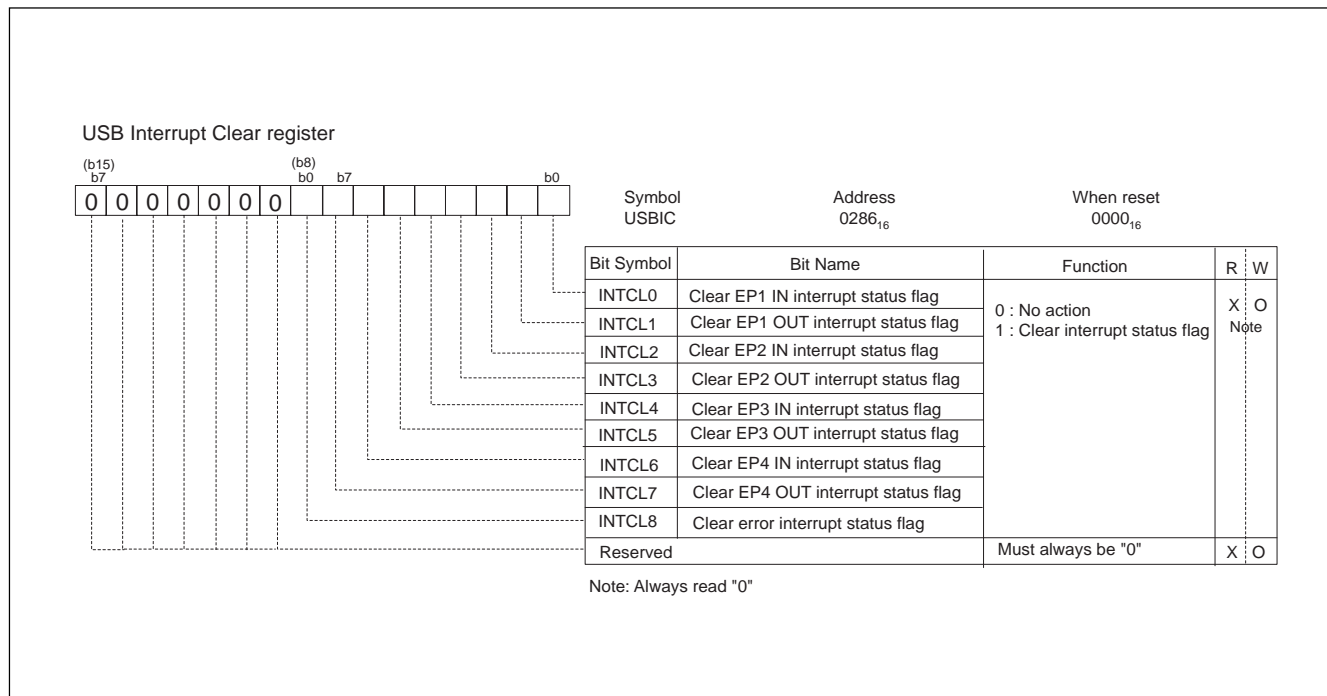 USB Interrupt Clear register
(b15) (b8)
b7 b0 b7 b0
0 0 0 0 0 0 0
Symbol Address When reset
USBIC 0286₁₆ 0000₁₆
Bit Symbol Bit Name Function R W
INTCL0 Clear EP1 IN interrupt status flag 0 : No action X O
INTCL1 Clear EP1 OUT interrupt status flag 1 : Clear interrupt status flag Note
INTCL2 Clear EP2 IN interrupt status flag
INTCL3 Clear EP2 OUT interrupt status flag
INTCL4 Clear EP3 IN interrupt status flag
INTCL5 Clear EP3 OUT interrupt status flag
INTCL6 Clear EP4 IN interrupt status flag
INTCL7 Clear EP4 OUT interrupt status flag
INTCL8 Clear error interrupt status flag
Reserved Must always be "0" X O
Note: Always read "0"